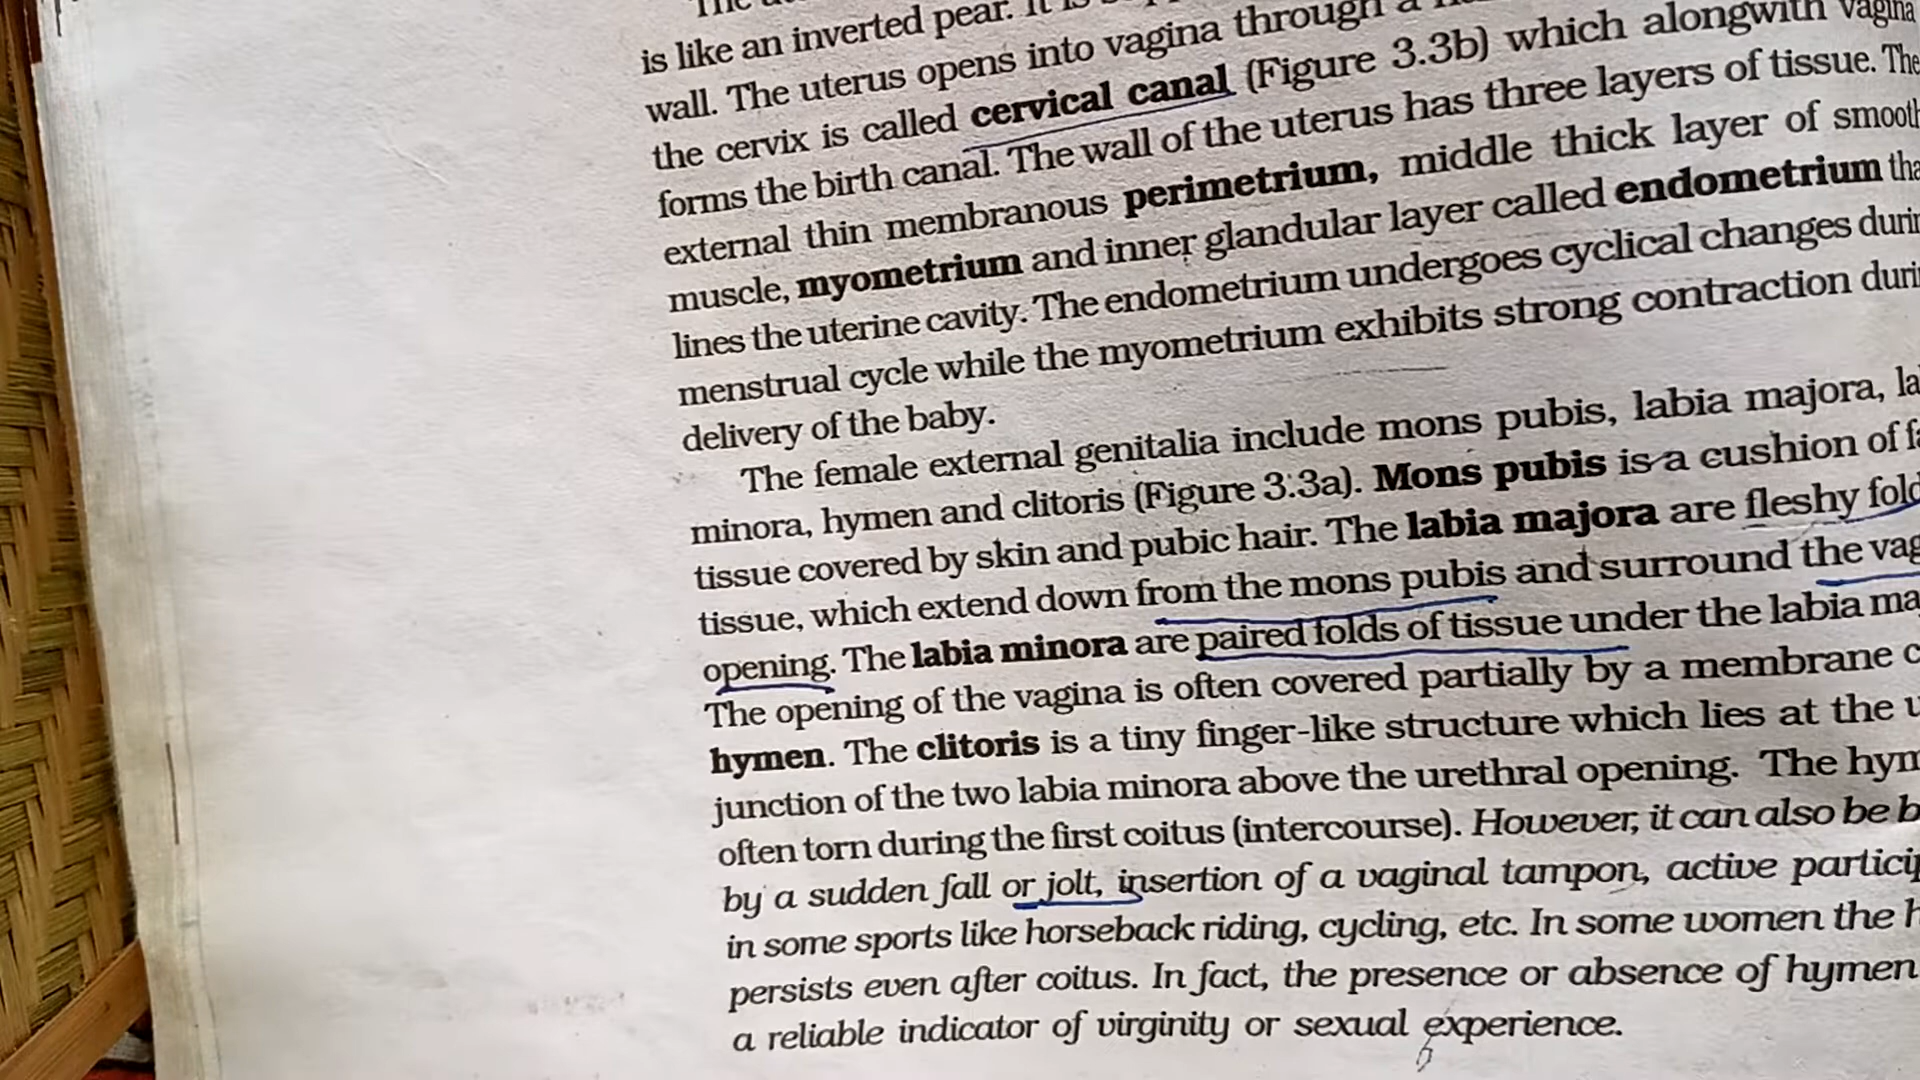 is like an inverted pear. It is
wall. The uterus opens into vagina through a
the cervix is called cervical canal (Figure 3.3b) which alongwith vagina
forms the birth canal. The wall of the uterus has three layers of tissue. The
external thin membranous perimetrium, middle thick layer of smooth
muscle, myometrium and inner glandular layer called endometrium
lines the uterine cavity. The endometrium undergoes cyclical changes
menstrual cycle while the myometrium exhibits strong contraction
delivery of the baby.
The female external genitalia include mons pubis, labia majora,
minora, hymen and clitoris (Figure 3.3a). Mons pubis is a cushion of
tissue covered by skin and pubic hair. The labia majora are fleshy
tissue, which extend down from the mons pubis and surround the
opening. The labia minora are paired folds of tissue under the labia
The opening of the vagina is often covered partially by a membrane
hymen. The clitoris is a tiny finger-like structure which lies at the
junction of the two labia minora above the urethral opening. The
often torn during the first coitus (intercourse). However, it can also be
by a sudden fall or jolt, insertion of a vaginal tampon, active
in some sports like horseback riding, cycling, etc. In some women the
persists even after coitus. In fact, the presence or absence of hymen
a reliable indicator of virginity or sexual experience.